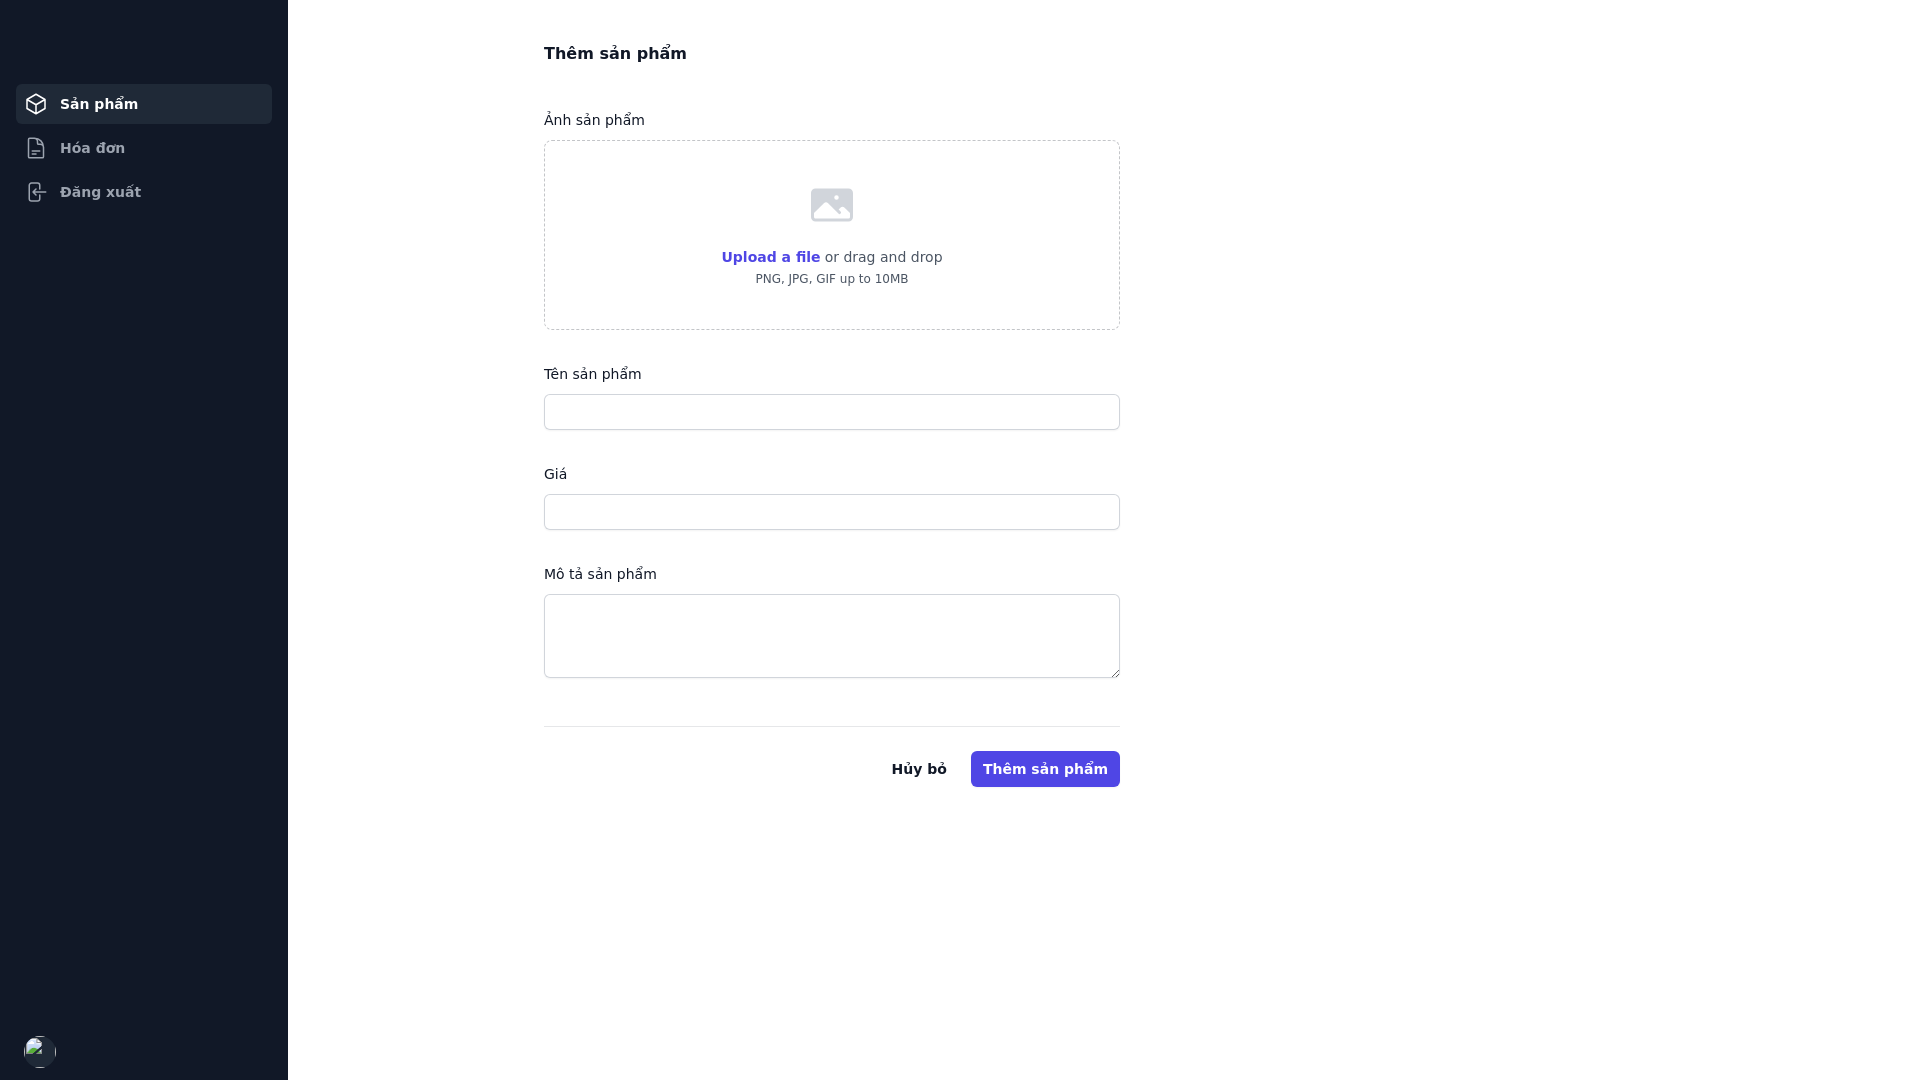 Sản phẩm
Hóa đơn
Đăng xuất
Thêm sản phẩm
Ảnh sản phẩm
Upload a file or drag and drop
PNG, JPG, GIF up to 10MB
Tên sản phẩm
Giá
Mô tả sản phẩm
Hủy bỏ
Thêm sản phẩm